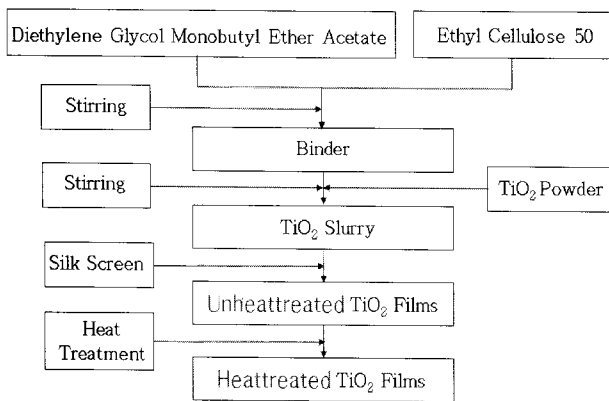 Diethylene Glycol Monobutyl Ether Acetate
Ethyl Cellulose 50
Stirring
Binder
Stirring
TiO₂ Powder
TiO₂ Slurry
Silk Screen
Unheattreated TiO₂ Films
Heat
Treatment
Heattreated TiO₂ Films